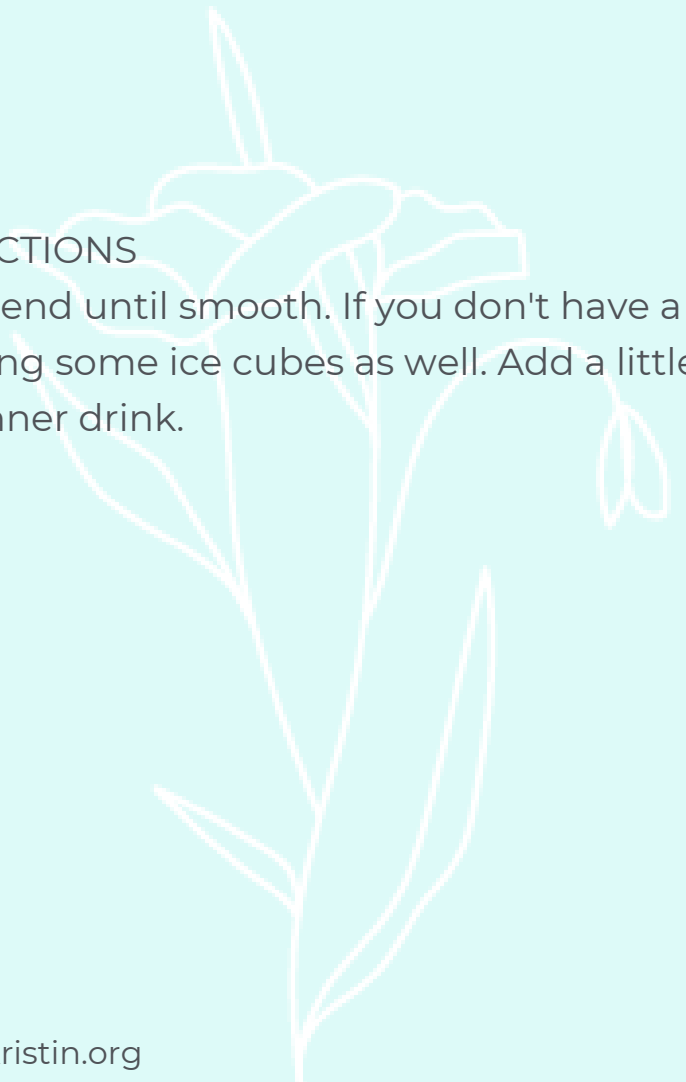 CTIONS
end until smooth. If you don't have a
ng some ice cubes as well. Add a little
nner drink.
ristin.org